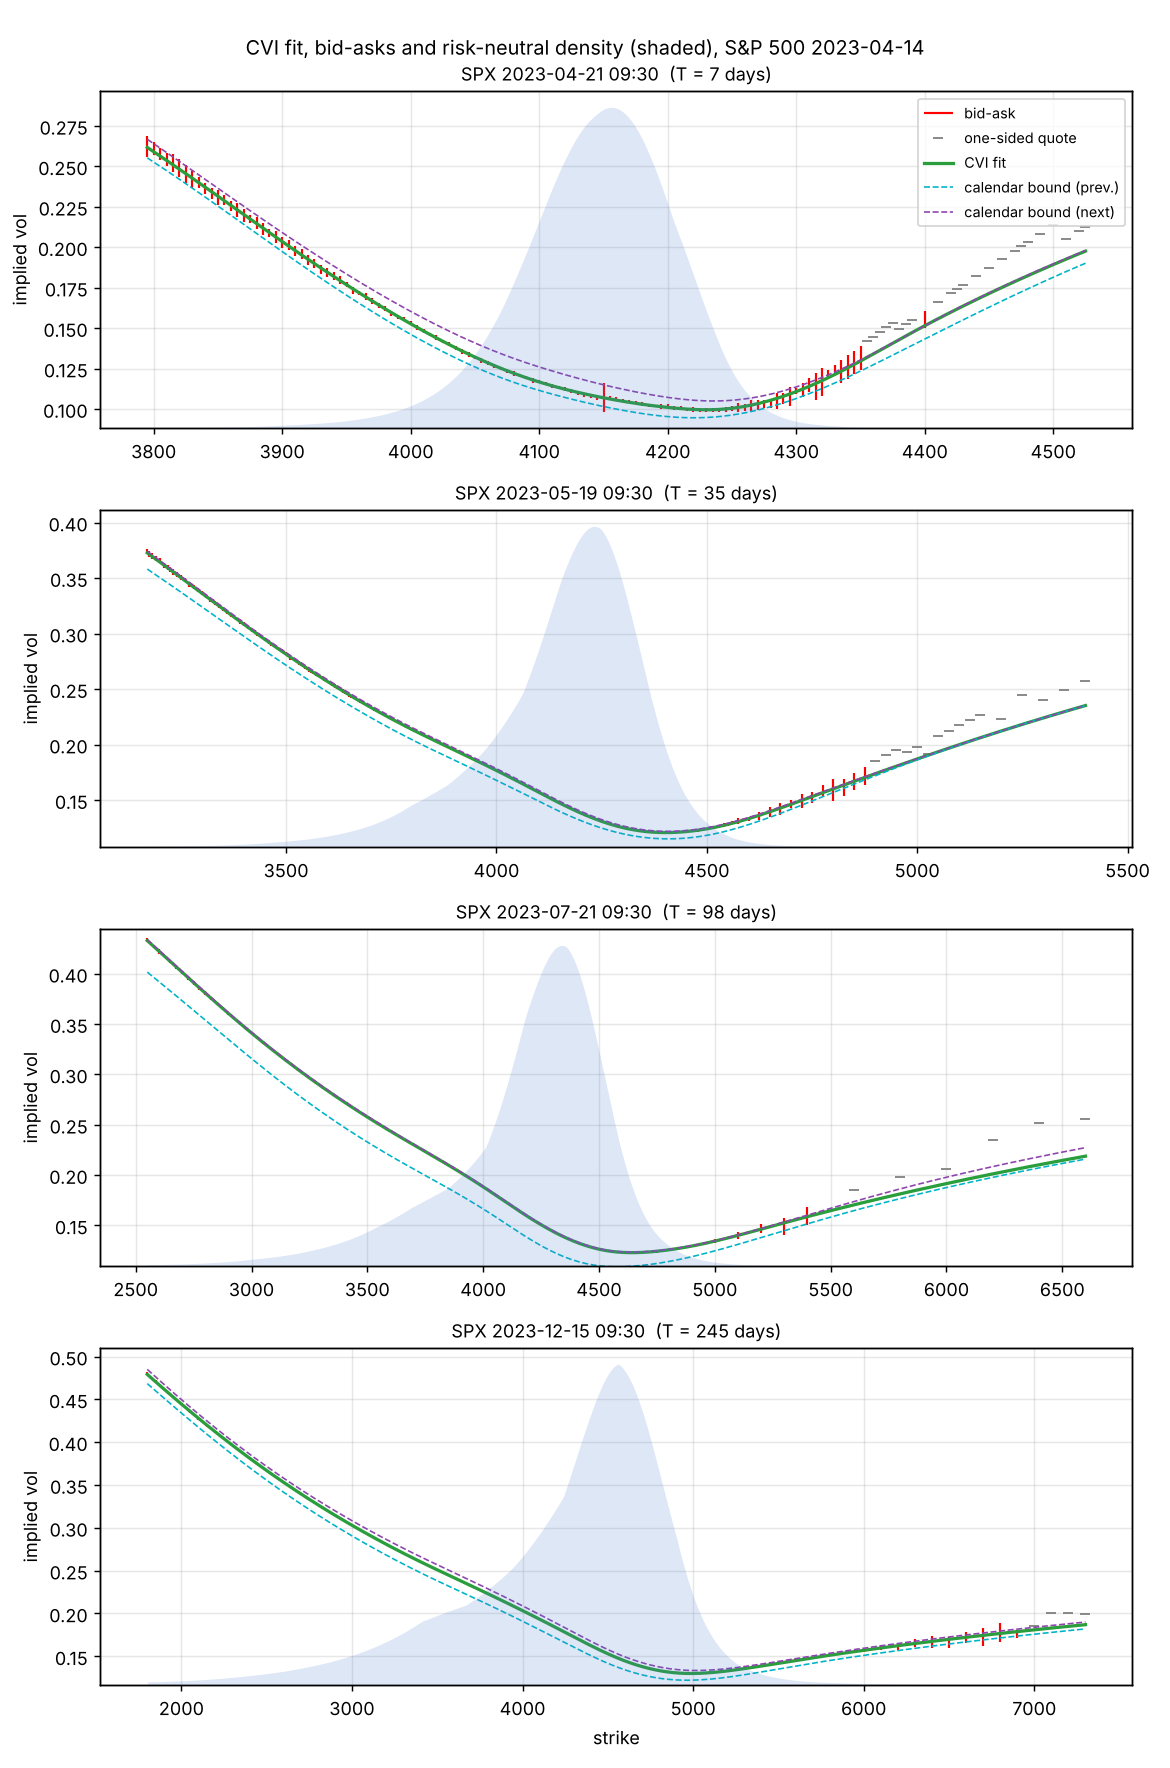 CVI fit, bid-asks and risk-neutral density (shaded), S&P 500 2023-04-14
SPX 2023-04-21 09:30 (T = 7 days)
bid-ask
one-sided quote
CVI fit
calendar bound (prev.)
calendar bound (next)
0.275
0.250
0.225
0.200
0.175
0.150
0.125
0.100
implied vol
3800 3900 4000 4100 4200 4300 4400 4500
SPX 2023-05-19 09:30 (T = 35 days)
0.40
0.35
0.30
0.25
0.20
0.15
implied vol
3500 4000 4500 5000 5500
SPX 2023-07-21 09:30 (T = 98 days)
0.40
0.35
0.30
0.25
0.20
0.15
implied vol
2500 3000 3500 4000 4500 5000 5500 6000 6500
SPX 2023-12-15 09:30 (T = 245 days)
0.50
0.45
0.40
0.35
0.30
0.25
0.20
0.15
implied vol
2000 3000 4000 5000 6000 7000
strike